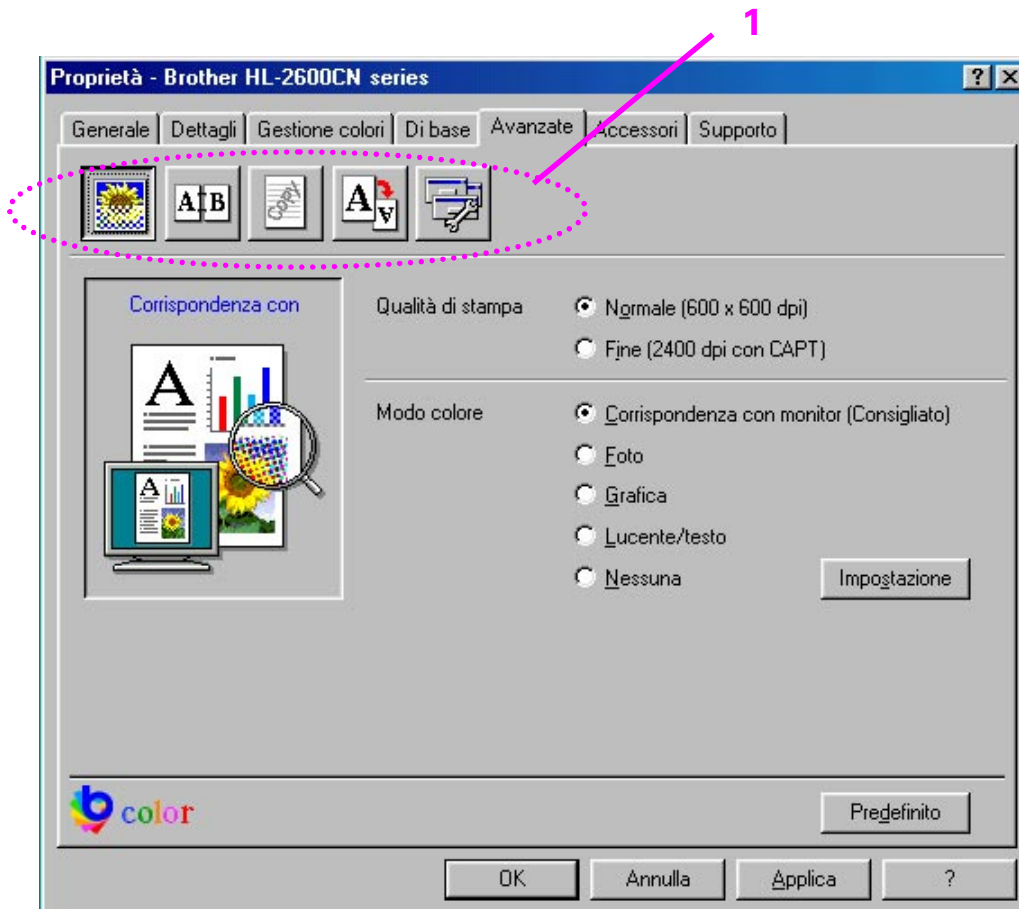 1
Proprietà - Brother HL-2600CN series
Generale Dettagli Gestione colori Di base Avanzate Accessori Supporto
A B COPY A A
Corrispondenza con
A
A
Qualità di stampa
Normale (600 x 600 dpi)
Fine (2400 dpi con CAPT)
Modo colore
Corrispondenza con monitor (Consigliato)
Foto
Grafica
Lucente/testo
Nessuna
Impostazione
color
Predefinito
OK Annulla Applica ?